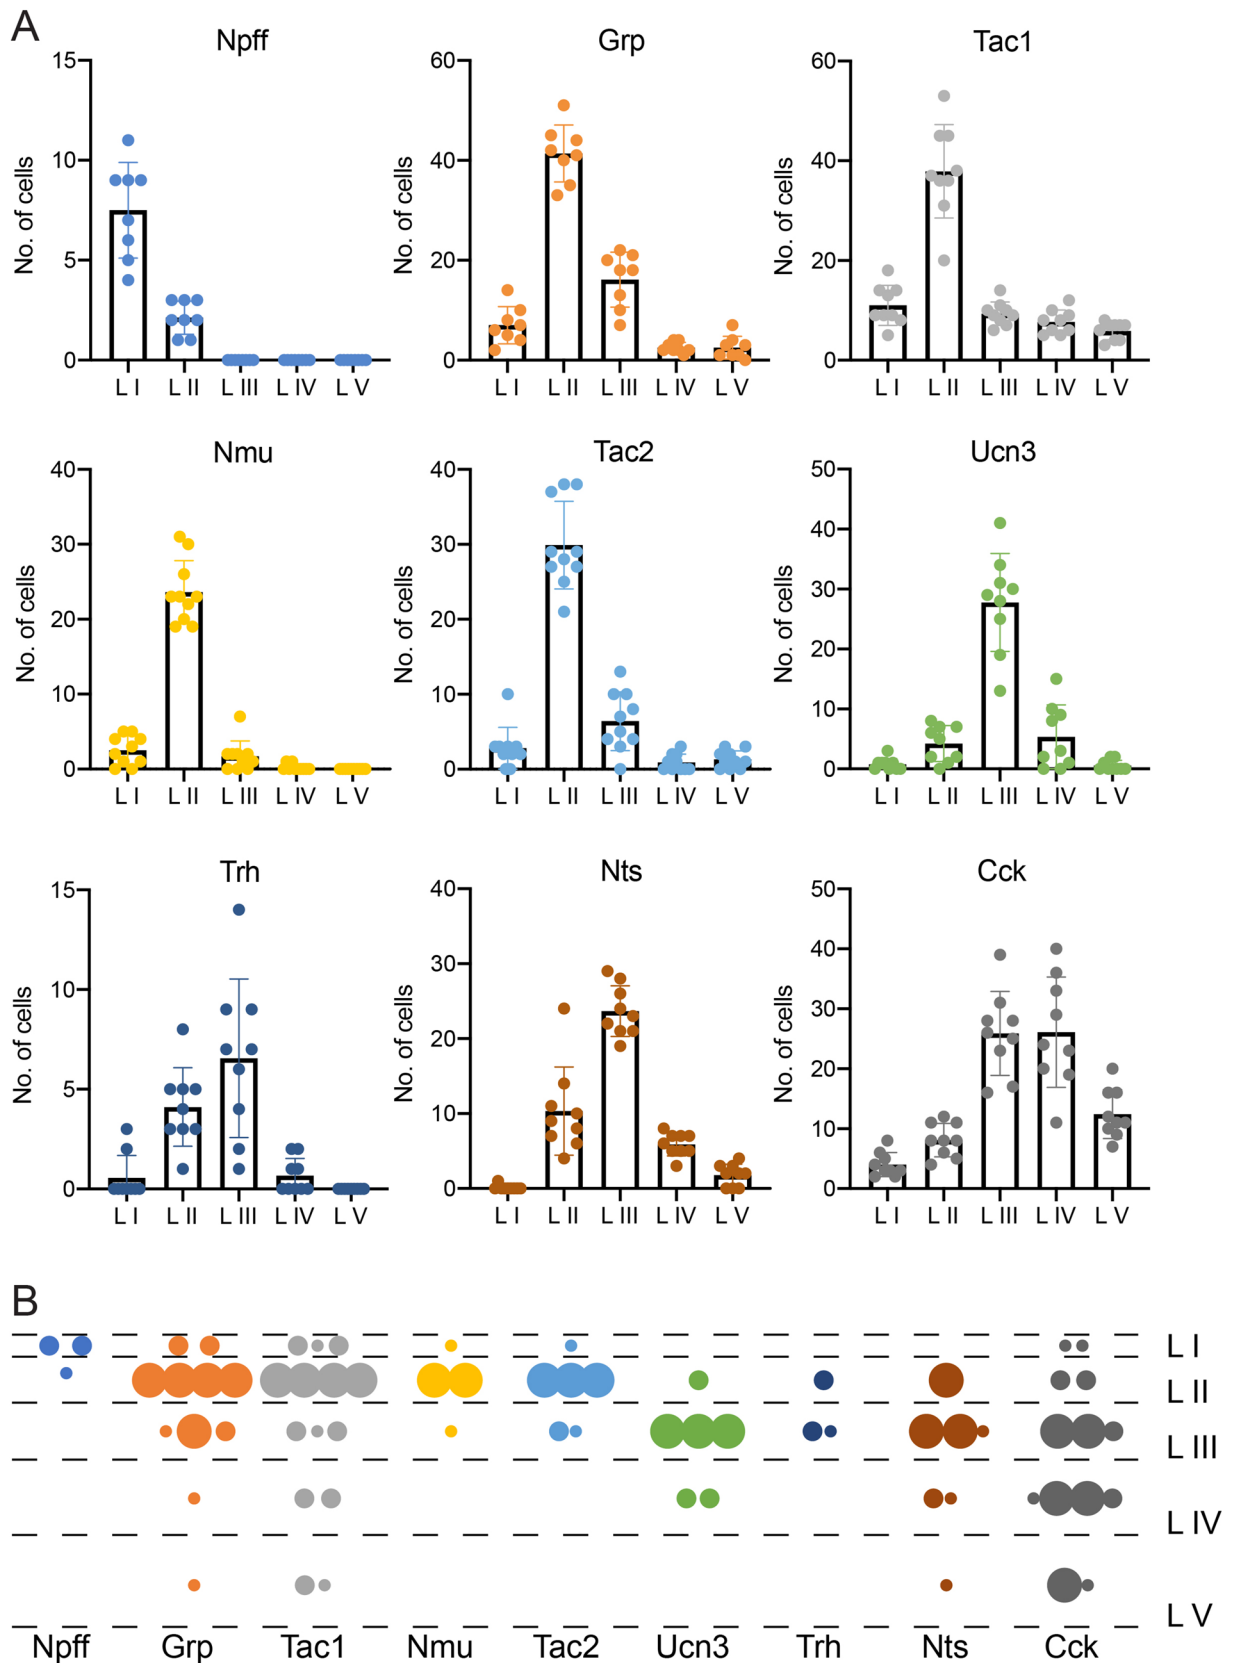 A
Npff
Grp
Tac1
15
10
5
0
No. of cells
L I
L II
L III
L IV
L V
60
40
20
0
No. of cells
L I
L II
L III
L IV
L V
60
40
20
0
No. of cells
L I
L II
L III
L IV
L V
Nmu
Tac2
Ucn3
40
30
20
10
0
No. of cells
L I
L II
L III
L IV
L V
40
30
20
10
0
No. of cells
L I
L II
L III
L IV
L V
50
40
30
20
10
0
No. of cells
L I
L II
L III
L IV
L V
Trh
Nts
Cck
15
10
5
0
No. of cells
L I
L II
L III
L IV
L V
40
30
20
10
0
No. of cells
L I
L II
L III
L IV
L V
50
40
30
20
10
0
No. of cells
L I
L II
L III
L IV
L V
B
L I
L II
L III
L IV
L V
Npff Grp Tac1 Nmu Tac2 Ucn3 Trh Nts Cck